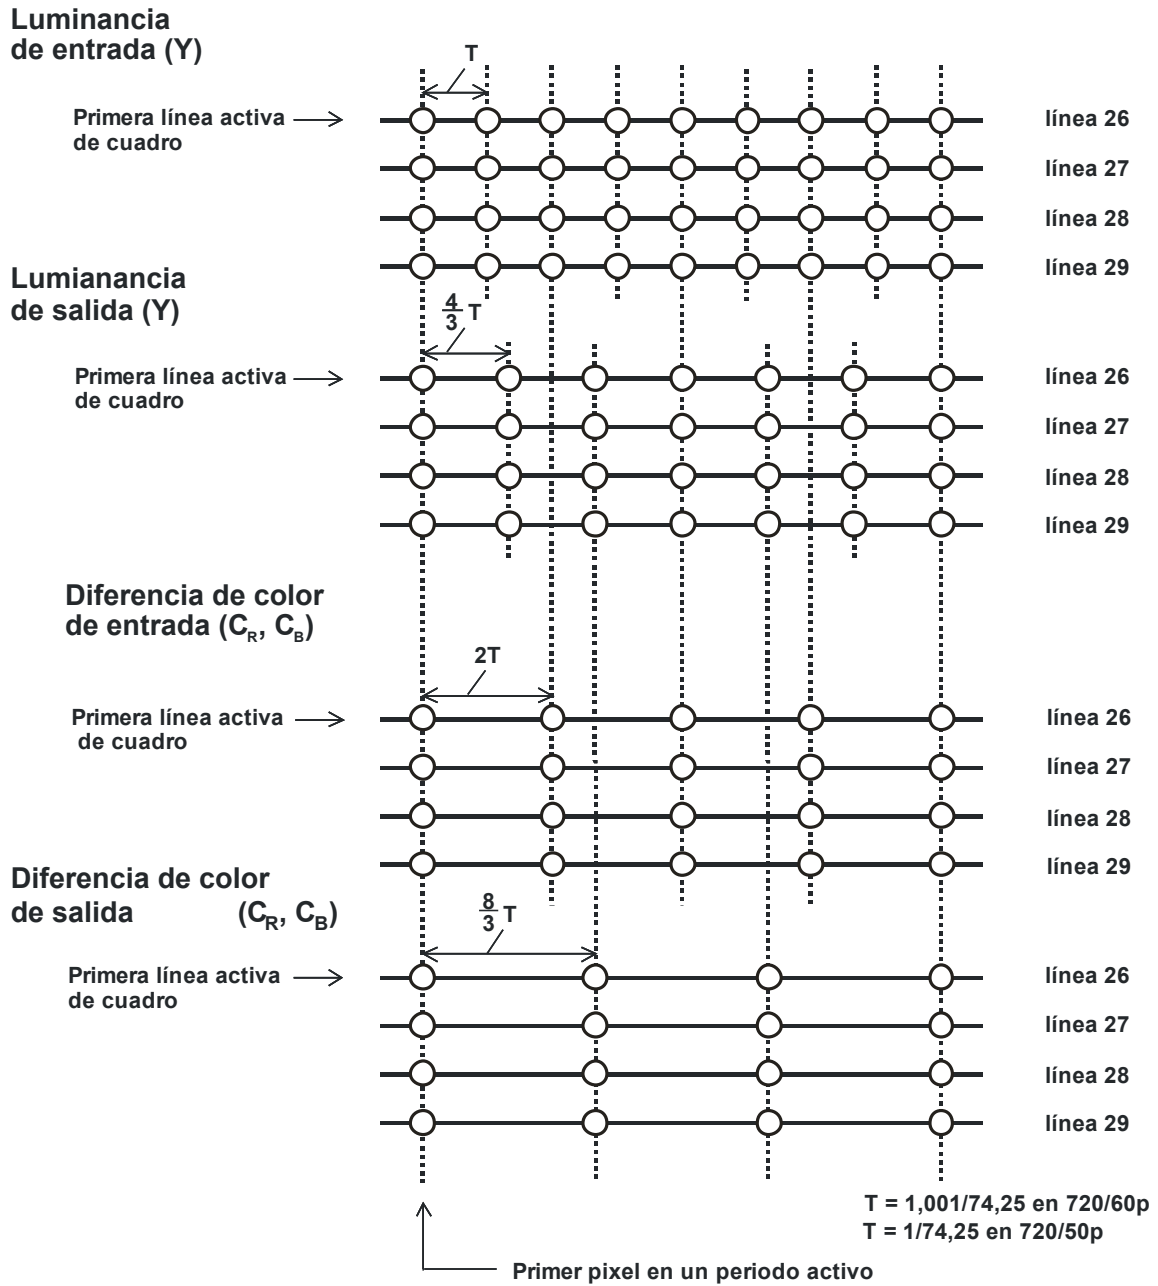 Luminancia
de entrada (Y)
T
Primera línea activa
de cuadro
línea 26
línea 27
línea 28
línea 29
Lumianancia
de salida (Y)
4/3 T
Primera línea activa
de cuadro
línea 26
línea 27
línea 28
línea 29
Diferencia de color
de entrada (C_R, C_B)
2T
Primera línea activa
de cuadro
línea 26
línea 27
línea 28
línea 29
Diferencia de color
de salida (C_R, C_B)
8/3 T
Primera línea activa
de cuadro
línea 26
línea 27
línea 28
línea 29
T = 1,001/74,25 en 720/60p
T = 1/74,25 en 720/50p
Primer pixel en un periodo activo